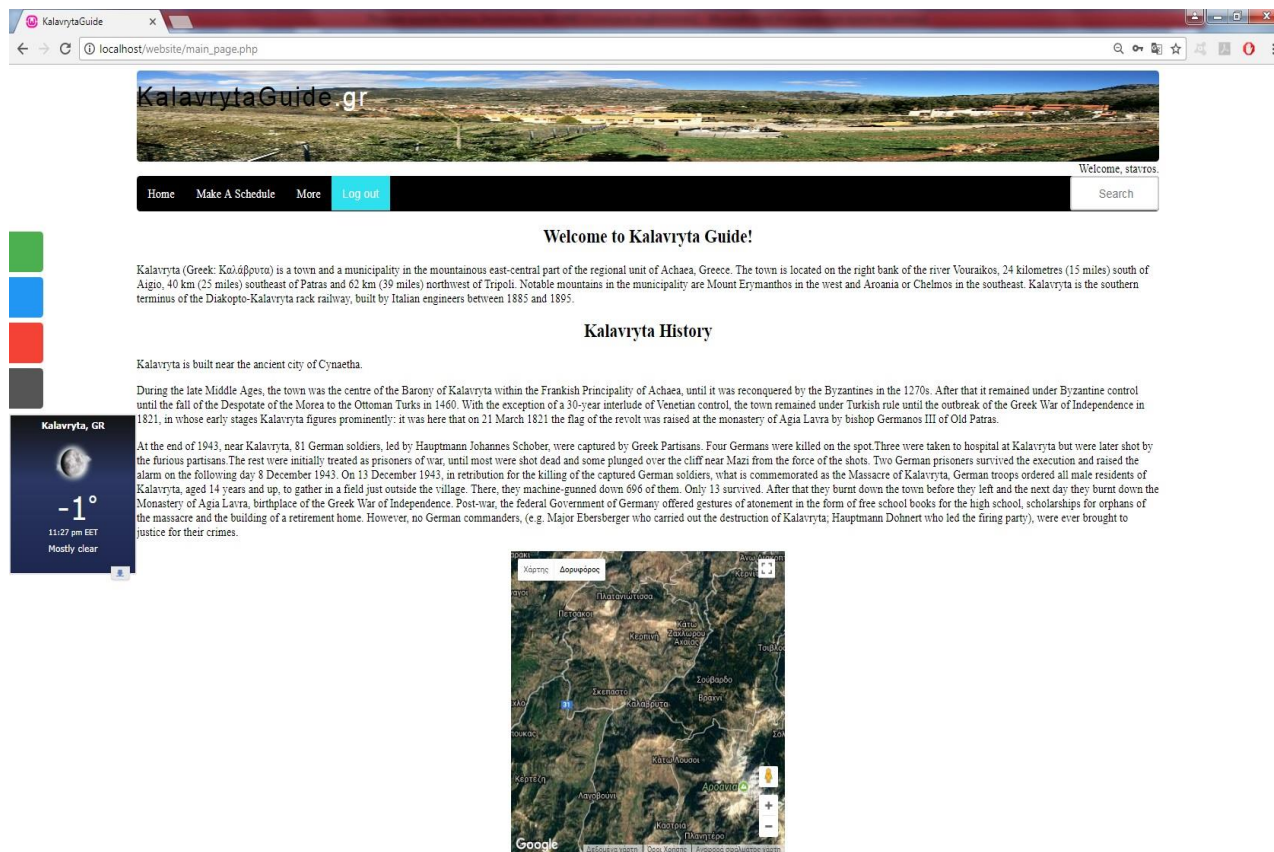 KalavrytaGuide
localhost/website/main_page.php
KalavrytaGuide.gr
Welcome, stavros.
Home Make A Schedule More Log out Search
Welcome to Kalavryta Guide!
Kalavryta (Greek: Καλάβρυτα) is a town and a municipality in the mountainous east-central part of the regional unit of Achaea, Greece. The town is located on the right bank of the river Vouraikos, 24 kilometres (15 miles) south of
Aigio, 40 km (25 miles) southeast of Patras and 62 km (39 miles) northwest of Tripoli. Notable mountains in the municipality are Mount Erymanthos in the west and Aroania or Chelmos in the southeast. Kalavryta is the southern
terminus of the Diakopto-Kalavryta rack railway, built by Italian engineers between 1885 and 1895.
Kalavryta History
Kalavryta is built near the ancient city of Cynaetha.
During the late Middle Ages, the town was the centre of the Barony of Kalavryta within the Frankish Principality of Achaea, until it was reconquered by the Byzantines in the 1270s. After that it remained under Byzantine control
until the fall of the Despotate of the Morea to the Ottoman Turks in 1460. With the exception of a 30-year interlude of Venetian control, the town remained under Turkish rule until the outbreak of the Greek War of Independence in
1821, in whose early stages Kalavryta figures prominently: it was here that on 21 March 1821 the flag of the revolt was raised at the monastery of Agia Lavra by bishop Germanos III of Old Patras.
At the end of 1943, near Kalavryta, 81 German soldiers, led by Hauptmann Johannes Schober, were captured by Greek Partisans. Four Germans were killed on the spot.Three were taken to hospital at Kalavryta but were later shot by
the furious partisans.The rest were initially treated as prisoners of war, until most were shot dead and some plunged over the cliff near Mazi from the force of the shots. Two German prisoners survived the execution and raised the
alarm on the following day 8 December 1943. On 13 December 1943, in retribution for the killing of the captured German soldiers, what is commemorated as the Massacre of Kalavryta, German troops ordered all male residents of
Kalavryta, aged 14 years and up, to gather in a field just outside the village. There, they machine-gunned down 696 of them. Only 13 survived. After that they burnt down the town before they left and the next day they burnt down the
Monastery of Agia Lavra, birthplace of the Greek War of Independence. Post-war, the federal Government of Germany offered gestures of atonement in the form of free school books for the high school, scholarships for orphans of
the massacre and the building of a retirement home. However, no German commanders, (e.g. Major Ebersberger who carried out the destruction of Kalavryta; Hauptmann Dohnert who led the firing party), were ever brought to
justice for their crimes.
Kalavryta, GR
-1°
11:27 pm EET
Mostly clear
Χάρτης Δορυφόρος
Πλατανιώτισσα
Πετσάκοι
Κάτω
Κερπινή Ζαχλωρού
Αχαΐας
Σουβάρδο
Σκεπαστό Βραχνί
31 Καλάβρυτα
Κάτω Λουσοί
Κερτέζη Αροάνια
Λαγοβούνι
Καστριά
Πλανητέρο
Google Δεδομένα χάρτη Όροι Χρήσης Αναφορά σφάλματος χάρτη